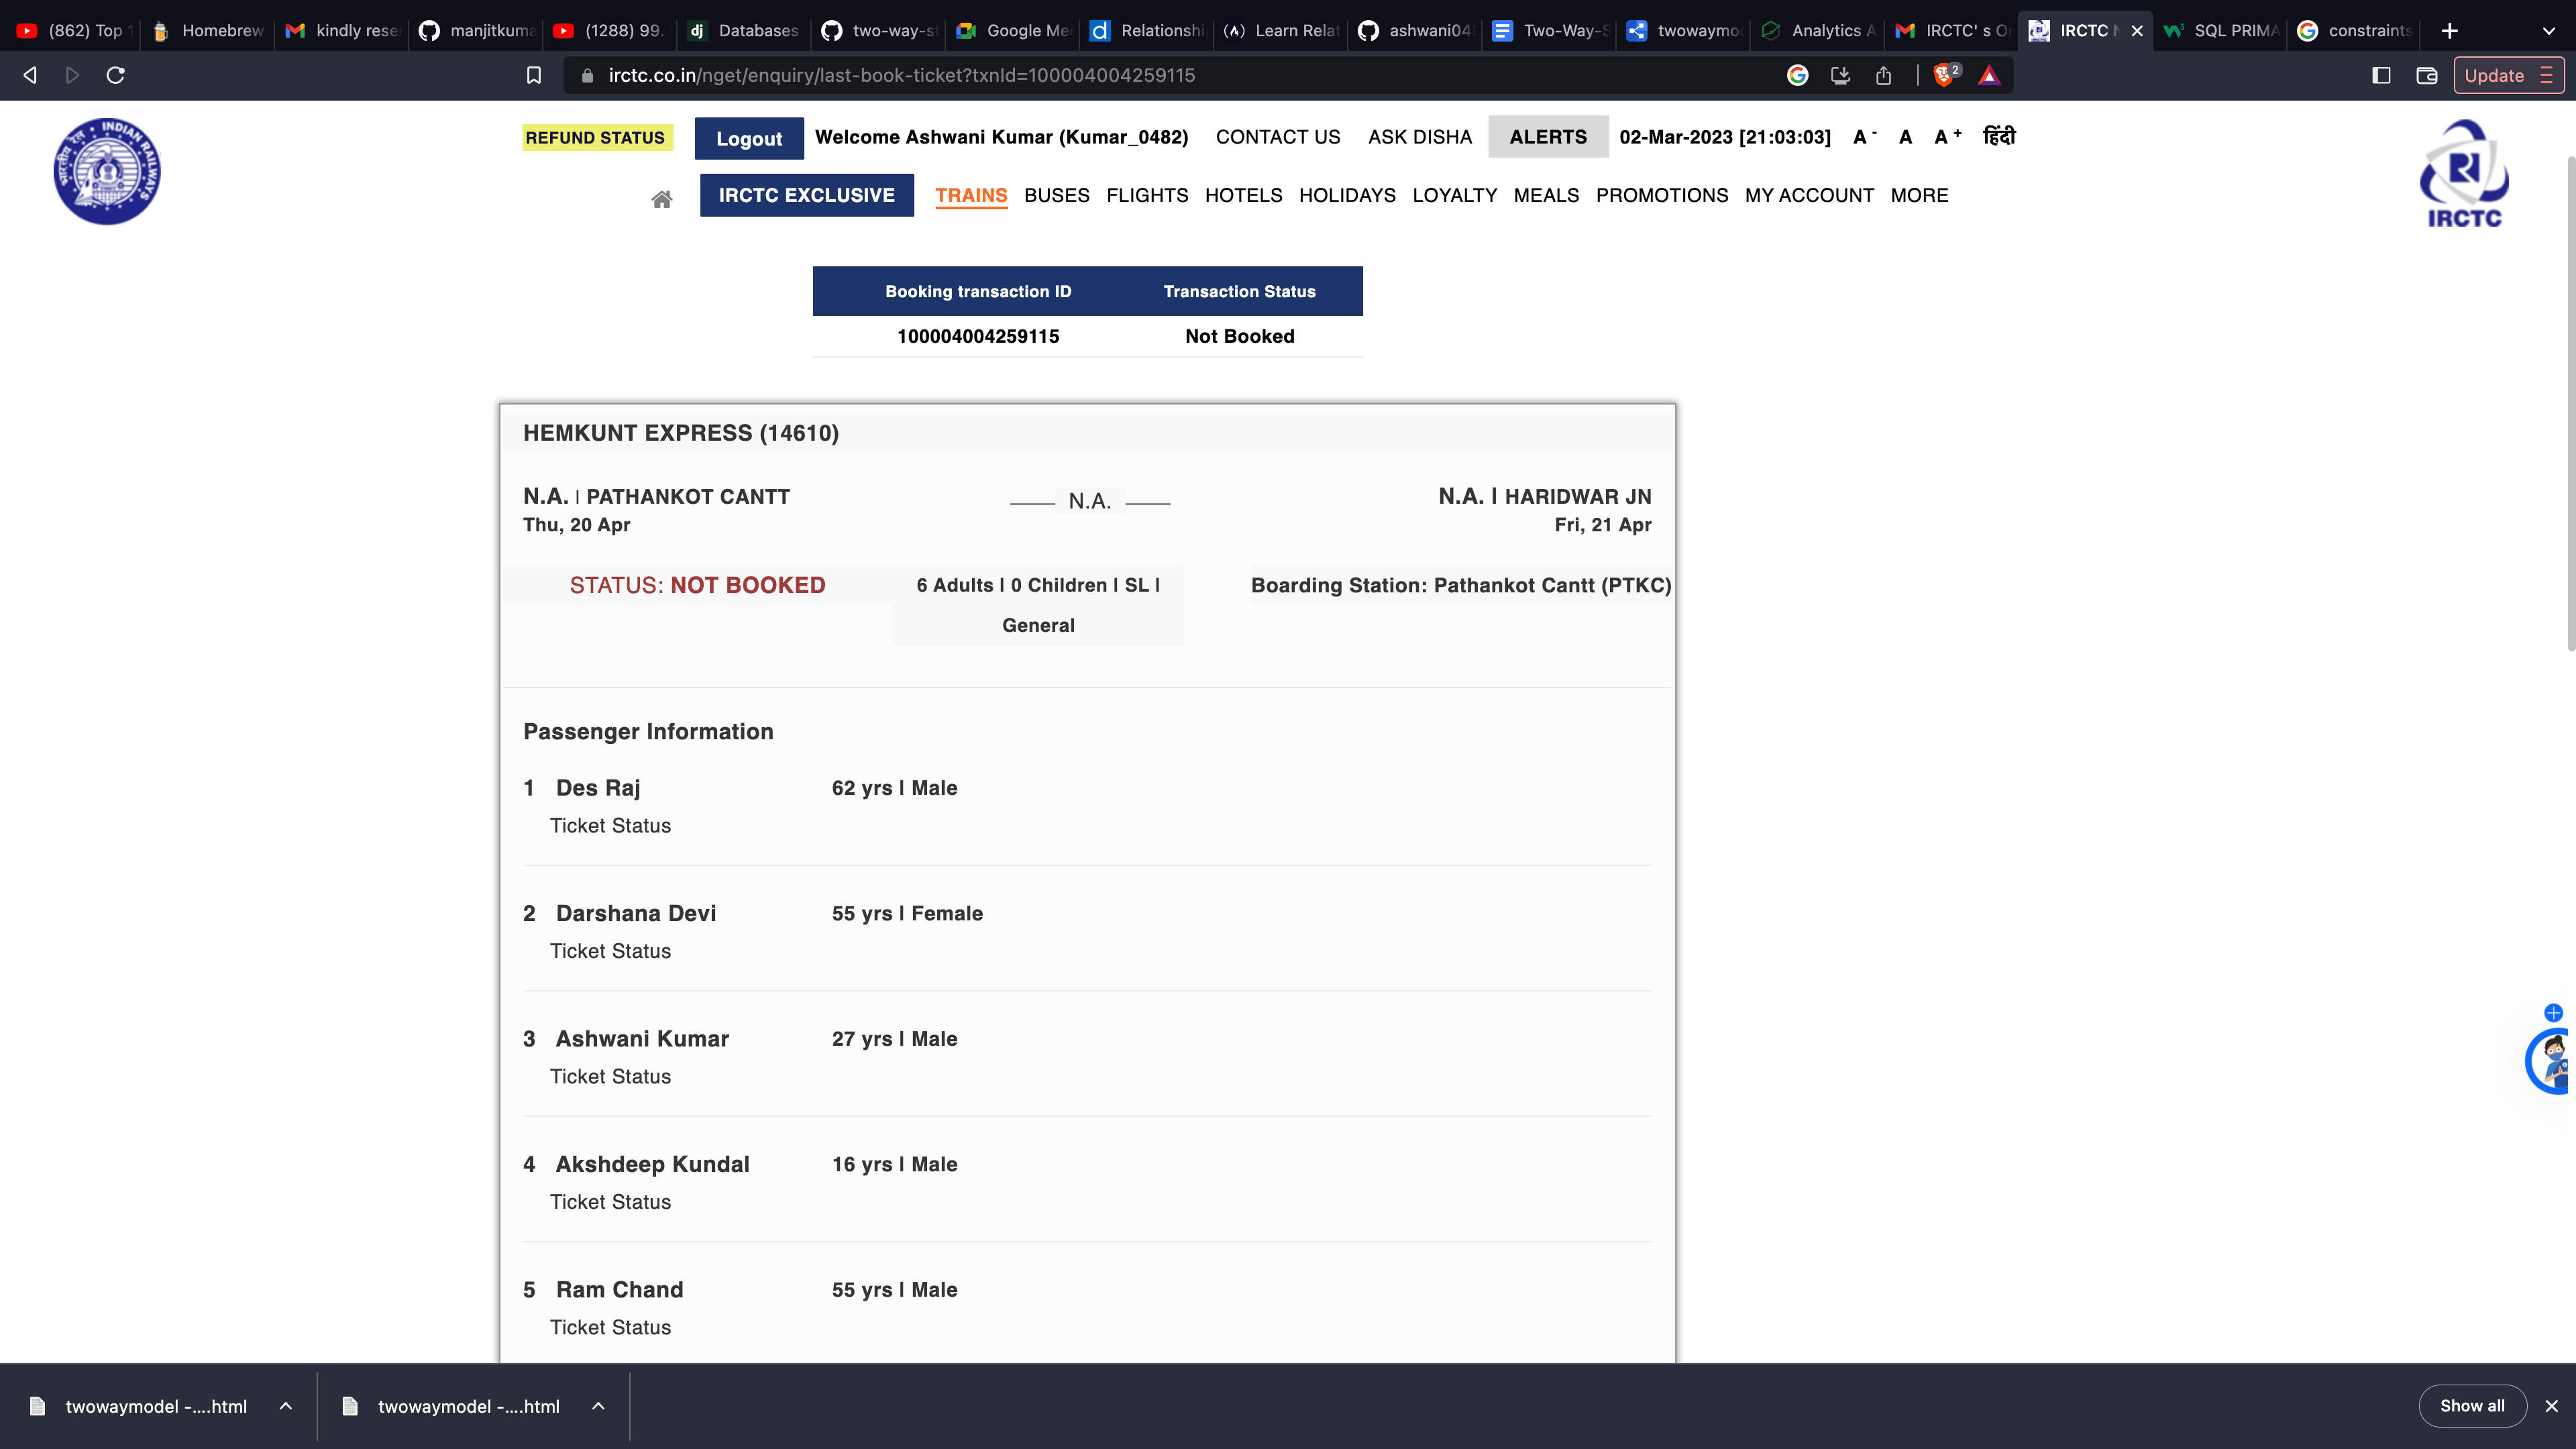 (862) Top 1
Homebrew
kindly rese
manjitkuma
(1288) 99.
dj Databases
two-way-s
Google Me
d Relationshi
(A) Learn Relat
ashwani04
Two-Way-S
twowaymo
Analytics A
IRCTC' s O
IRCTC N
SQL PRIMA
constraints
irctc.co.in/nget/enquiry/last-book-ticket?txnId=100004004259115
2
Update
INDIAN RAILWAYS
REFUND STATUS Logout Welcome Ashwani Kumar (Kumar_0482) CONTACT US ASK DISHA ALERTS 02-Mar-2023 [21:03:03] A - A A + हिंदी
IRCTC EXCLUSIVE TRAINS BUSES FLIGHTS HOTELS HOLIDAYS LOYALTY MEALS PROMOTIONS MY ACCOUNT MORE
IRCTC
Booking transaction ID Transaction Status
100004004259115 Not Booked
HEMKUNT EXPRESS (14610)
N.A. | PATHANKOT CANTT N.A. N.A. | HARIDWAR JN
Thu, 20 Apr Fri, 21 Apr
STATUS: NOT BOOKED 6 Adults | 0 Children | SL | Boarding Station: Pathankot Cantt (PTKC)
General
Passenger Information
1 Des Raj 62 yrs | Male
Ticket Status
2 Darshana Devi 55 yrs | Female
Ticket Status
3 Ashwani Kumar 27 yrs | Male
Ticket Status
4 Akshdeep Kundal 16 yrs | Male
Ticket Status
5 Ram Chand 55 yrs | Male
Ticket Status
twowaymodel -....html
twowaymodel -....html
Show all